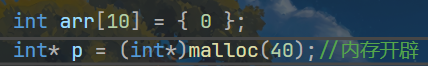 int arr[10] = { 0 };
int* p = (int*)malloc(40);//内存开辟